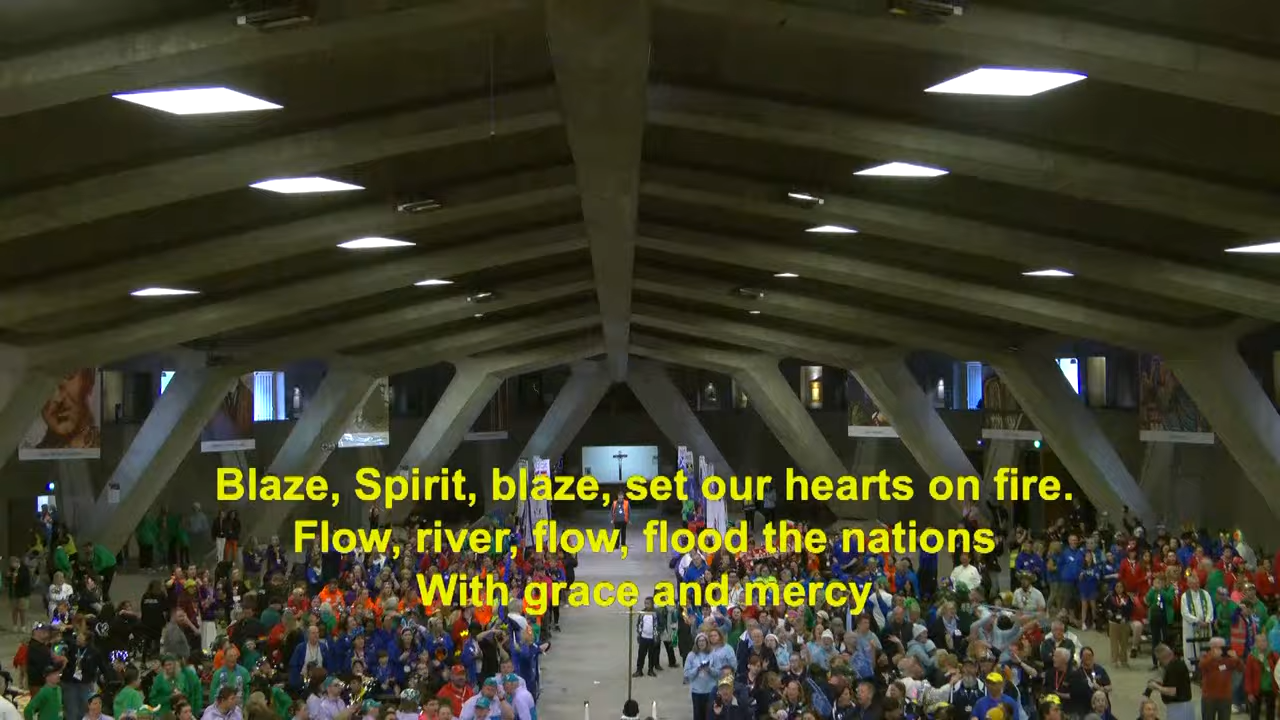 Blaze, Spirit, blaze, set our hearts on fire.
Flow, river, flow, flood the nations
With grace and mercy